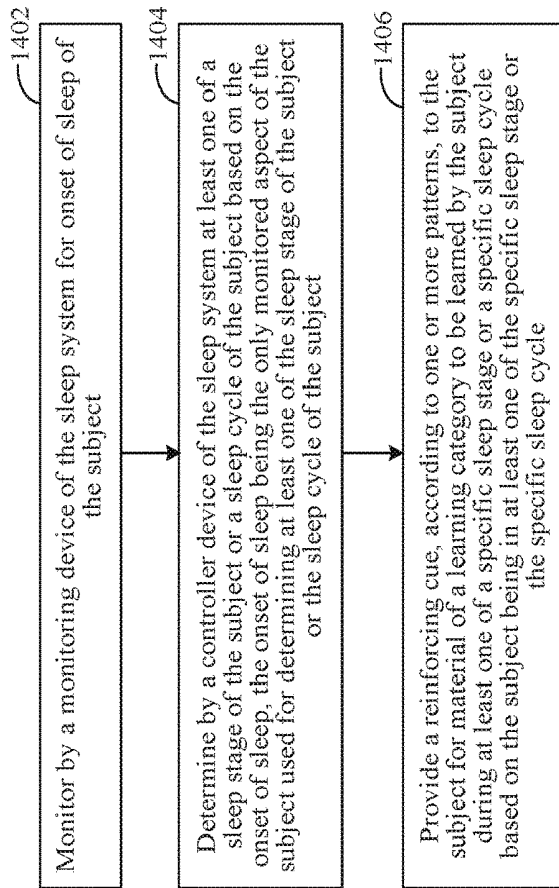 1402
Monitor by a monitoring device of the sleep system for onset of sleep of
the subject
1404
Determine by a controller device of the sleep system at least one of a
sleep stage of the subject or a sleep cycle of the subject based on the
onset of sleep, the onset of sleep being the only monitored aspect of the
subject used for determining at least one of the sleep stage of the subject
or the sleep cycle of the subject
1406
Provide a reinforcing cue, according to one or more patterns, to the
subject for material of a learning category to be learned by the subject
during at least one of a specific sleep stage or a specific sleep cycle
based on the subject being in at least one of the specific sleep stage or
the specific sleep cycle